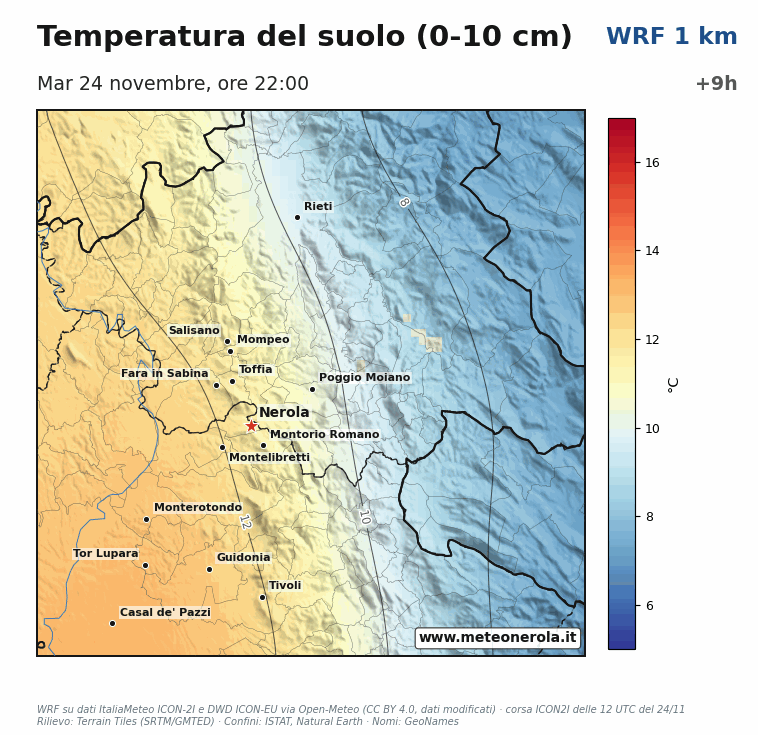 Temperatura del suolo (0-10 cm)
WRF 1 km
Mar 24 novembre, ore 22:00
+9h
8
Rieti
16
14
12
10
8
6
°C
Salisano
Mompeo
Fara in Sabina
Toffia
Poggio Moiano
Nerola
Montorio Romano
Montelibretti
Monterotondo
12
10
Tor Lupara
Guidonia
Tivoli
Casal de' Pazzi
www.meteonerola.it
WRF su dati ItaliaMeteo ICON-2I e DWD ICON-EU via Open-Meteo (CC BY 4.0, dati modificati) · corsa ICON2I delle 12 UTC del 24/11
Rilievo: Terrain Tiles (SRTM/GMTED) · Confini: ISTAT, Natural Earth · Nomi: GeoNames